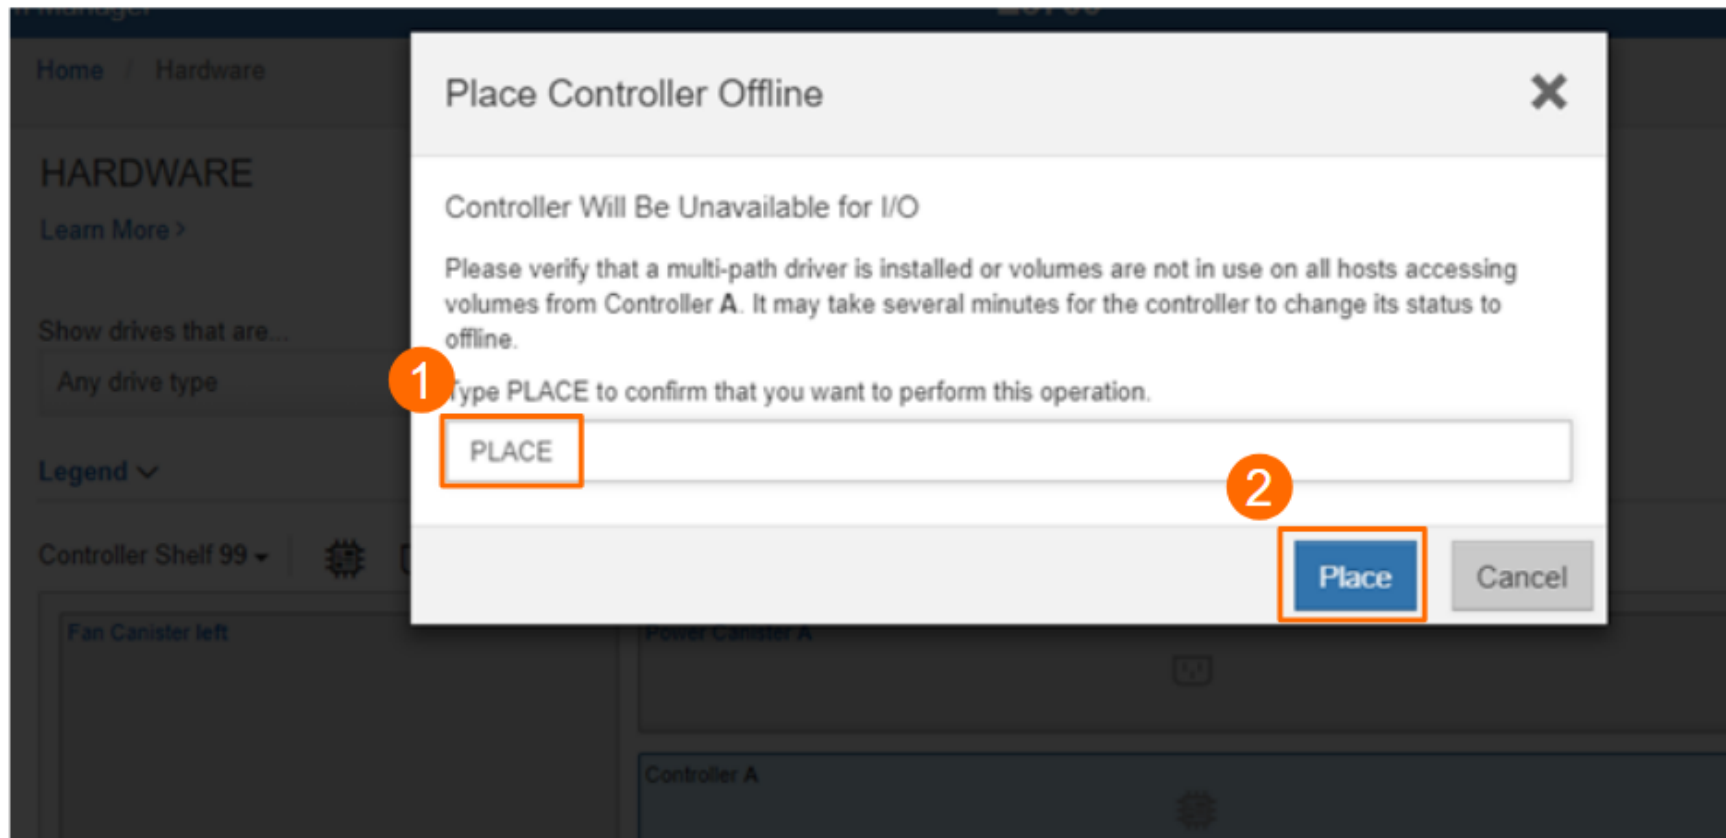 manager
Home / Hardware
HARDWARE
Learn More >
Show drives that are...
Any drive type
Legend
Controller Shelf 99
Fan Canister left
Power Canister A
Controller A
Place Controller Offline
Controller Will Be Unavailable for I/O
Please verify that a multi-path driver is installed or volumes are not in use on all hosts accessing
volumes from Controller A. It may take several minutes for the controller to change its status to
offline.
1
Type PLACE to confirm that you want to perform this operation.
PLACE
2
Place
Cancel